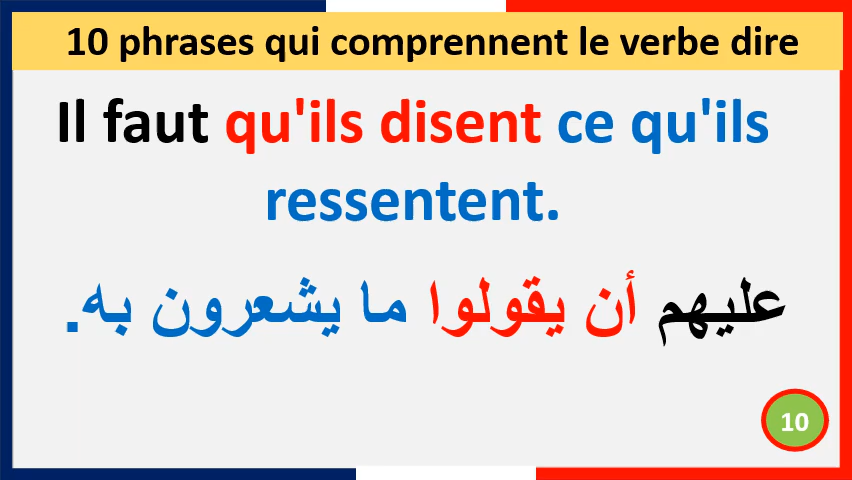 10 phrases qui comprennent le verbe dire
Il faut qu'ils disent ce qu'ils
ressentent.
عليهم أن يقولوا ما يشعرون به.
10